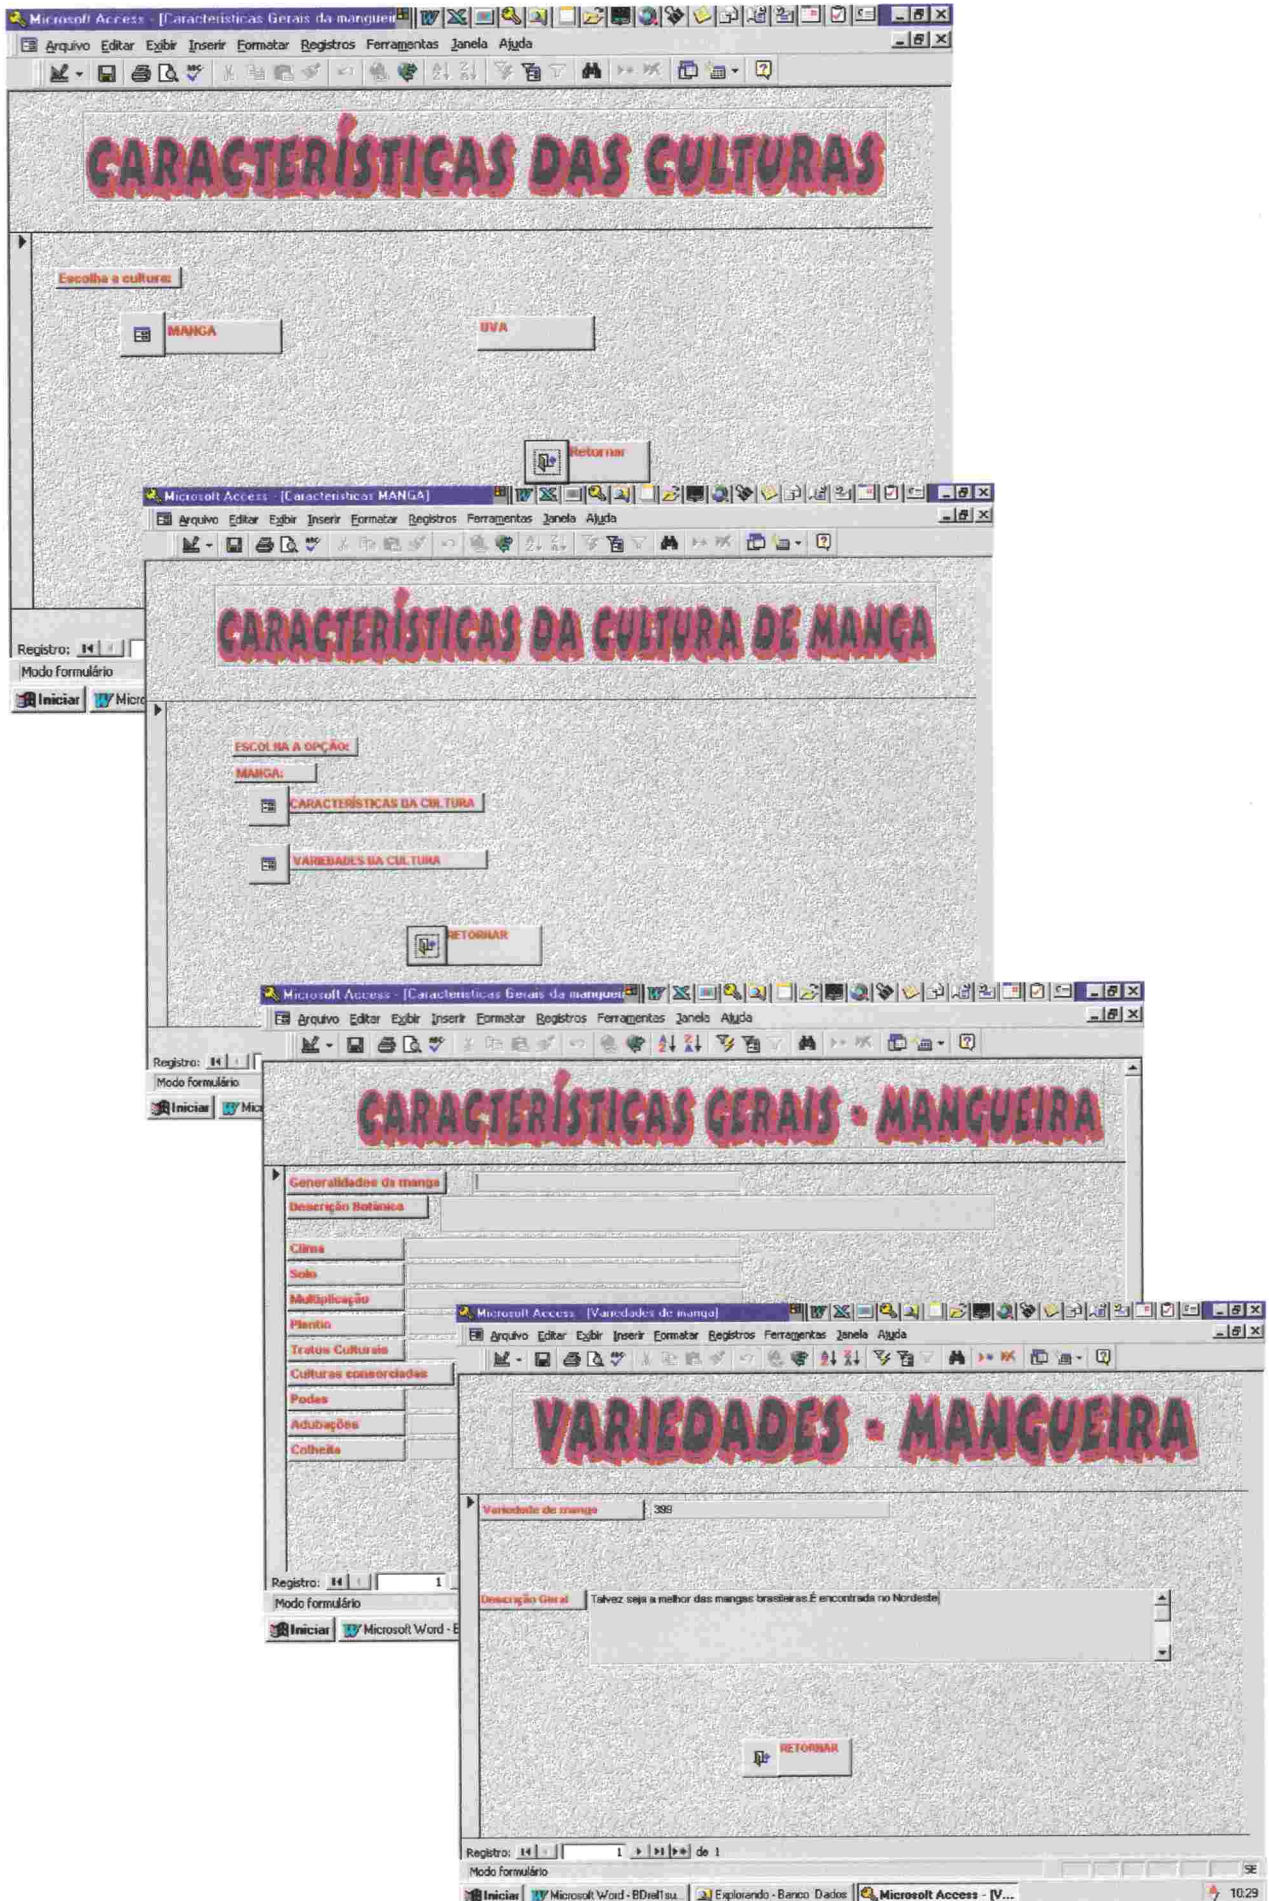 Microsoft Access - [Características Gerais da mangueir
Arquivo Editar Exibir Inserir Formatar Registros Ferramentas Janela Ajuda
CARACTERÍSTICAS DAS CULTURAS
Escolha a cultura:
MANGA
UVA
Retornar
Registro:
Modo formulário
Iniciar Micro
Microsoft Access - [Características MANGA]
Arquivo Editar Exibir Inserir Formatar Registros Ferramentas Janela Ajuda
CARACTERÍSTICAS DA CULTURA DE MANGA
ESCOLHA A OPÇÃO:
MANGA:
CARACTERÍSTICAS DA CULTURA
VARIEDADES DA CULTURA
RETORNAR
Registro:
Modo formulário
Iniciar Mic
Microsoft Access - [Características Gerais da mangueir
Arquivo Editar Exibir Inserir Formatar Registros Ferramentas Janela Ajuda
CARACTERÍSTICAS GERAIS - MANGUEIRA
Generalidades da manga
Descrição Botânica
Clima
Solo
Multiplicação
Plantio
Tratos Culturais
Culturas consorciadas
Podas
Adubações
Colheita
Registro: 1
Modo formulário
Iniciar Microsoft Word - B
Microsoft Access - [Variedades de manga]
Arquivo Editar Exibir Inserir Formatar Registros Ferramentas Janela Ajuda
VARIEDADES - MANGUEIRA
Variedade de manga 399
Descrição Geral Talvez seja a melhor das mangas brasileiras.É encontrada no Nordeste
RETORNAR
Registro: 1 de 1
Modo formulário SE
Iniciar Microsoft Word - BDrel1su... Explorando - Banco Dados Microsoft Access - [V... 10:29